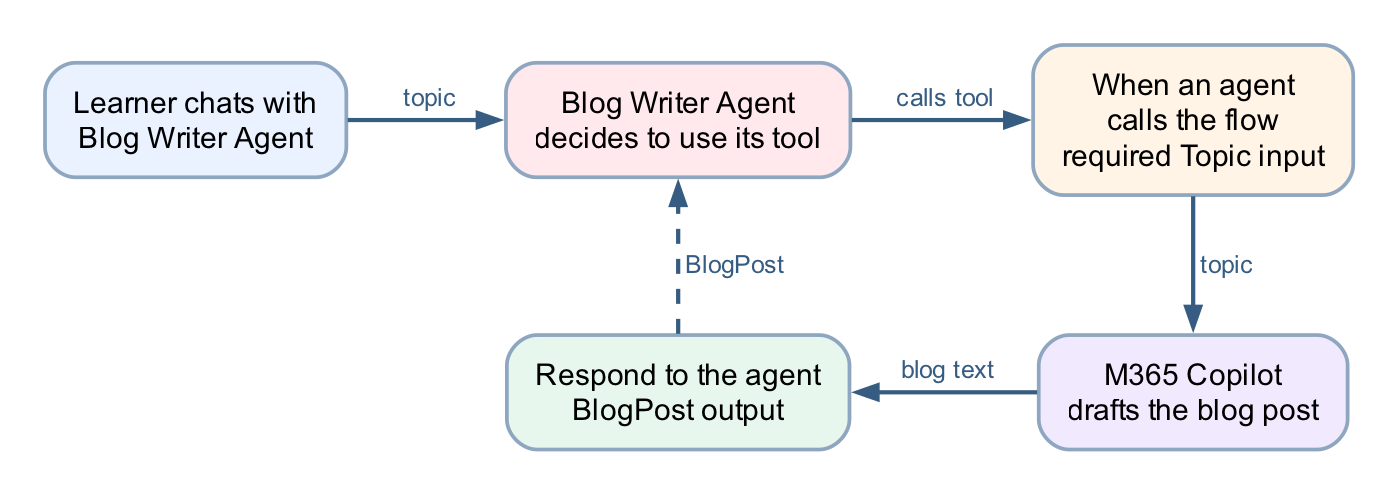 Learner chats with
Blog Writer Agent
topic
Blog Writer Agent
decides to use its tool
calls tool
When an agent
calls the flow
required Topic input
topic
M365 Copilot
drafts the blog post
blog text
Respond to the agent
BlogPost output
BlogPost